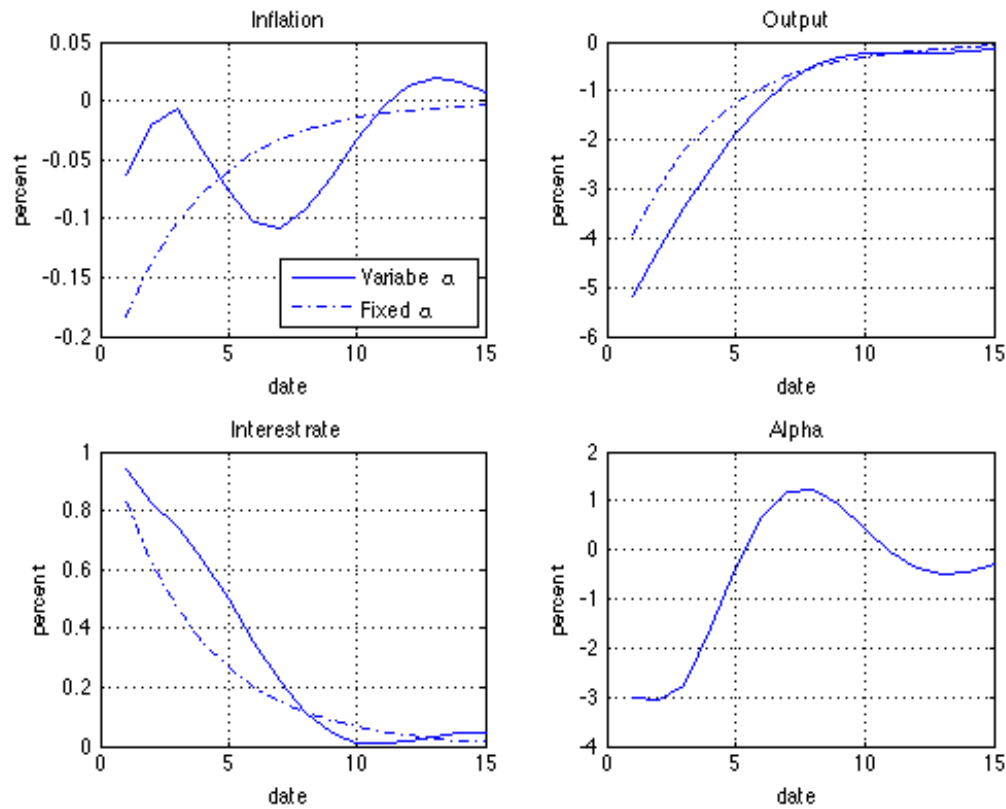 Inflation
0.05
0
-0.05
-0.1
-0.15
-0.2
percent
Variabe α
Fixed α
0 5 10 15
date
Output
0
-1
-2
-3
-4
-5
-6
percent
0 5 10 15
date
Interest rate
1
0.8
0.6
0.4
0.2
0
percent
0 5 10 15
date
Alpha
2
1
0
-1
-2
-3
-4
percent
0 5 10 15
date